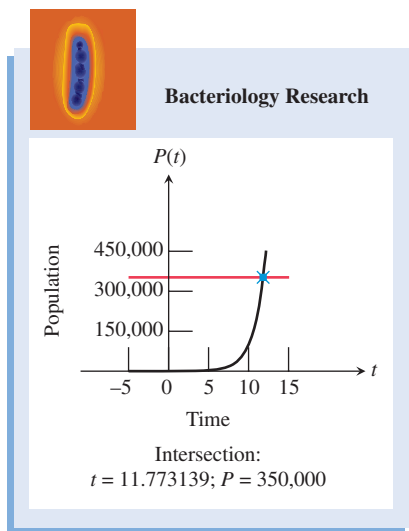 Bacteriology Research
P(t)
450,000
300,000
150,000
Population
–5 0 5 10 15
t
Time
Intersection:
t = 11.773139; P = 350,000